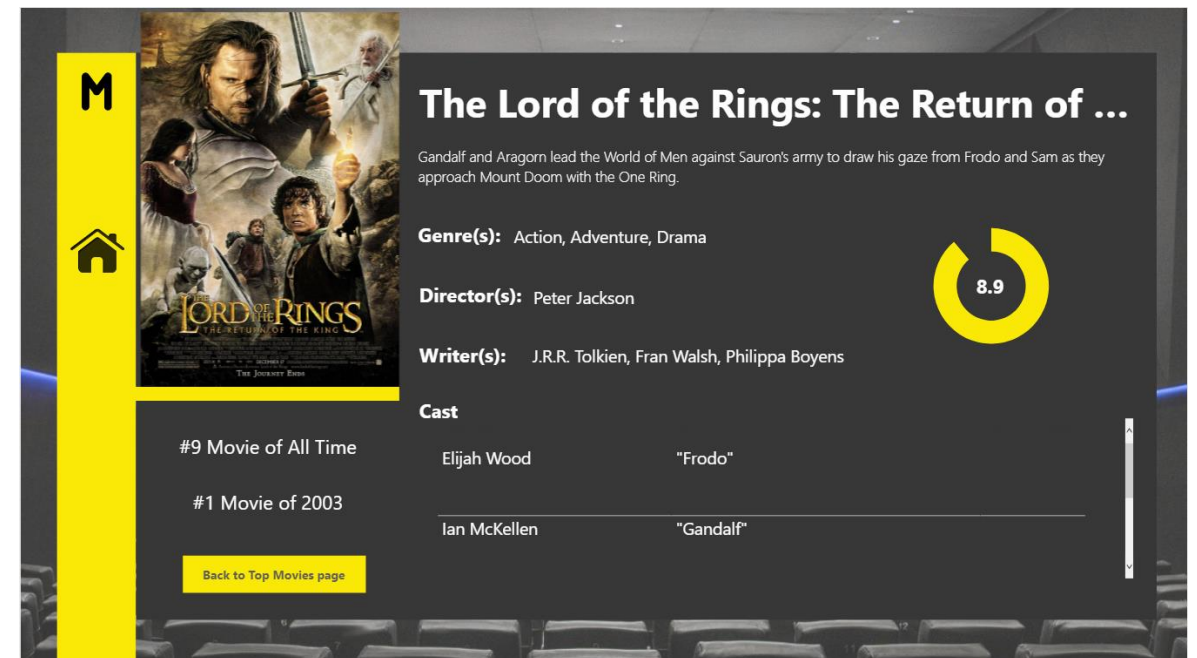 M
The Lord of the Rings: The Return of ...
Gandalf and Aragorn lead the World of Men against Sauron's army to draw his gaze from Frodo and Sam as they
approach Mount Doom with the One Ring.
Genre(s): Action, Adventure, Drama
8.9
Director(s): Peter Jackson
Writer(s): J.R.R. Tolkien, Fran Walsh, Philippa Boyens
Cast
Elijah Wood "Frodo"
Ian McKellen "Gandalf"
THE
LORD OF THE RINGS
THE RETURN OF THE KING
THE JOURNEY ENDS
#9 Movie of All Time
#1 Movie of 2003
Back to Top Movies page